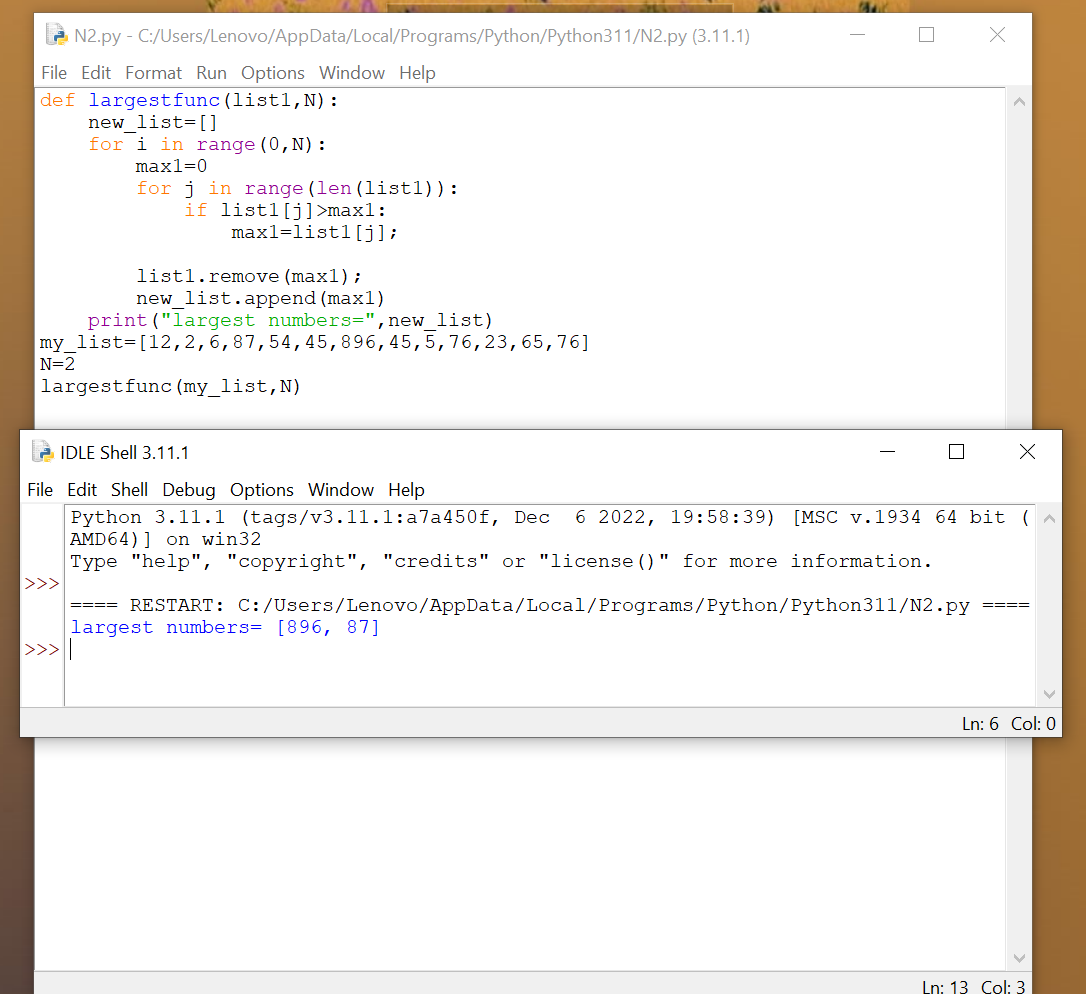 N2.py - C:/Users/Lenovo/AppData/Local/Programs/Python/Python311/N2.py (3.11.1)
File Edit Format Run Options Window Help
def largestfunc(list1,N):
    new_list=[]
    for i in range(0,N):
        max1=0
        for j in range(len(list1)):
            if list1[j]>max1:
                max1=list1[j];
        list1.remove(max1);
        new_list.append(max1)
    print("largest numbers=",new_list)
my_list=[12,2,6,87,54,45,896,45,5,76,23,65,76]
N=2
largestfunc(my_list,N)
IDLE Shell 3.11.1
File Edit Shell Debug Options Window Help
Python 3.11.1 (tags/v3.11.1:a7a450f, Dec  6 2022, 19:58:39) [MSC v.1934 64 bit (
AMD64)] on win32
Type "help", "copyright", "credits" or "license()" for more information.
>>>
==== RESTART: C:/Users/Lenovo/AppData/Local/Programs/Python/Python311/N2.py ====
largest numbers= [896, 87]
>>>
Ln: 6 Col: 0
Ln: 13 Col: 3